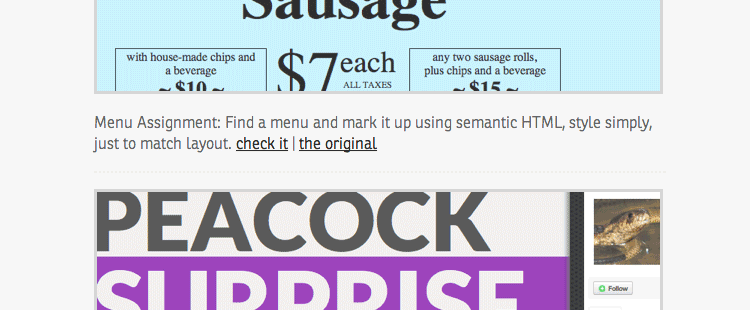 Sausage
with house-made chips and
a beverage
~ $10 ~
$7 each
ALL TAXES
any two sausage rolls,
plus chips and a beverage
~ $15 ~
Menu Assignment: Find a menu and mark it up using semantic HTML, style simply,
just to match layout. check it | the original
PEACOCK
SURPRISE
Follow